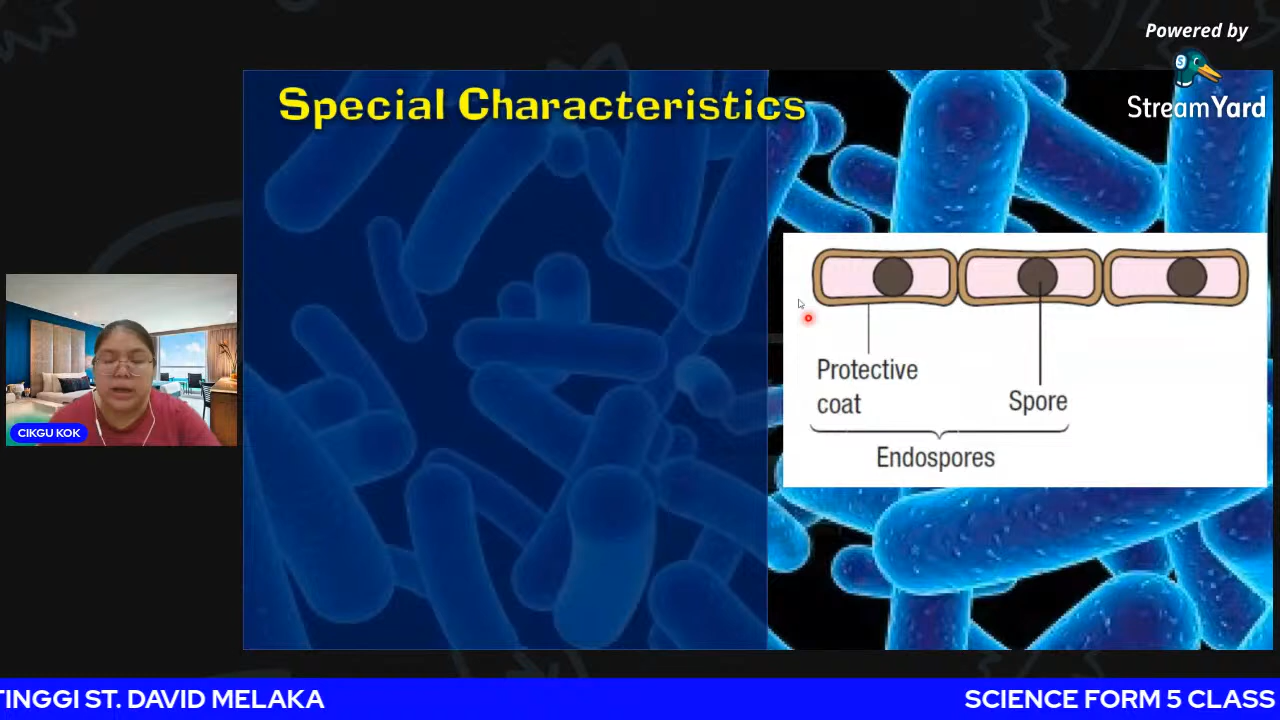 Powered by
StreamYard
Special Characteristics
Protective
coat
Spore
Endospores
CIKGU KOK
TINGGI ST. DAVID MELAKA
SCIENCE FORM 5 CLASS